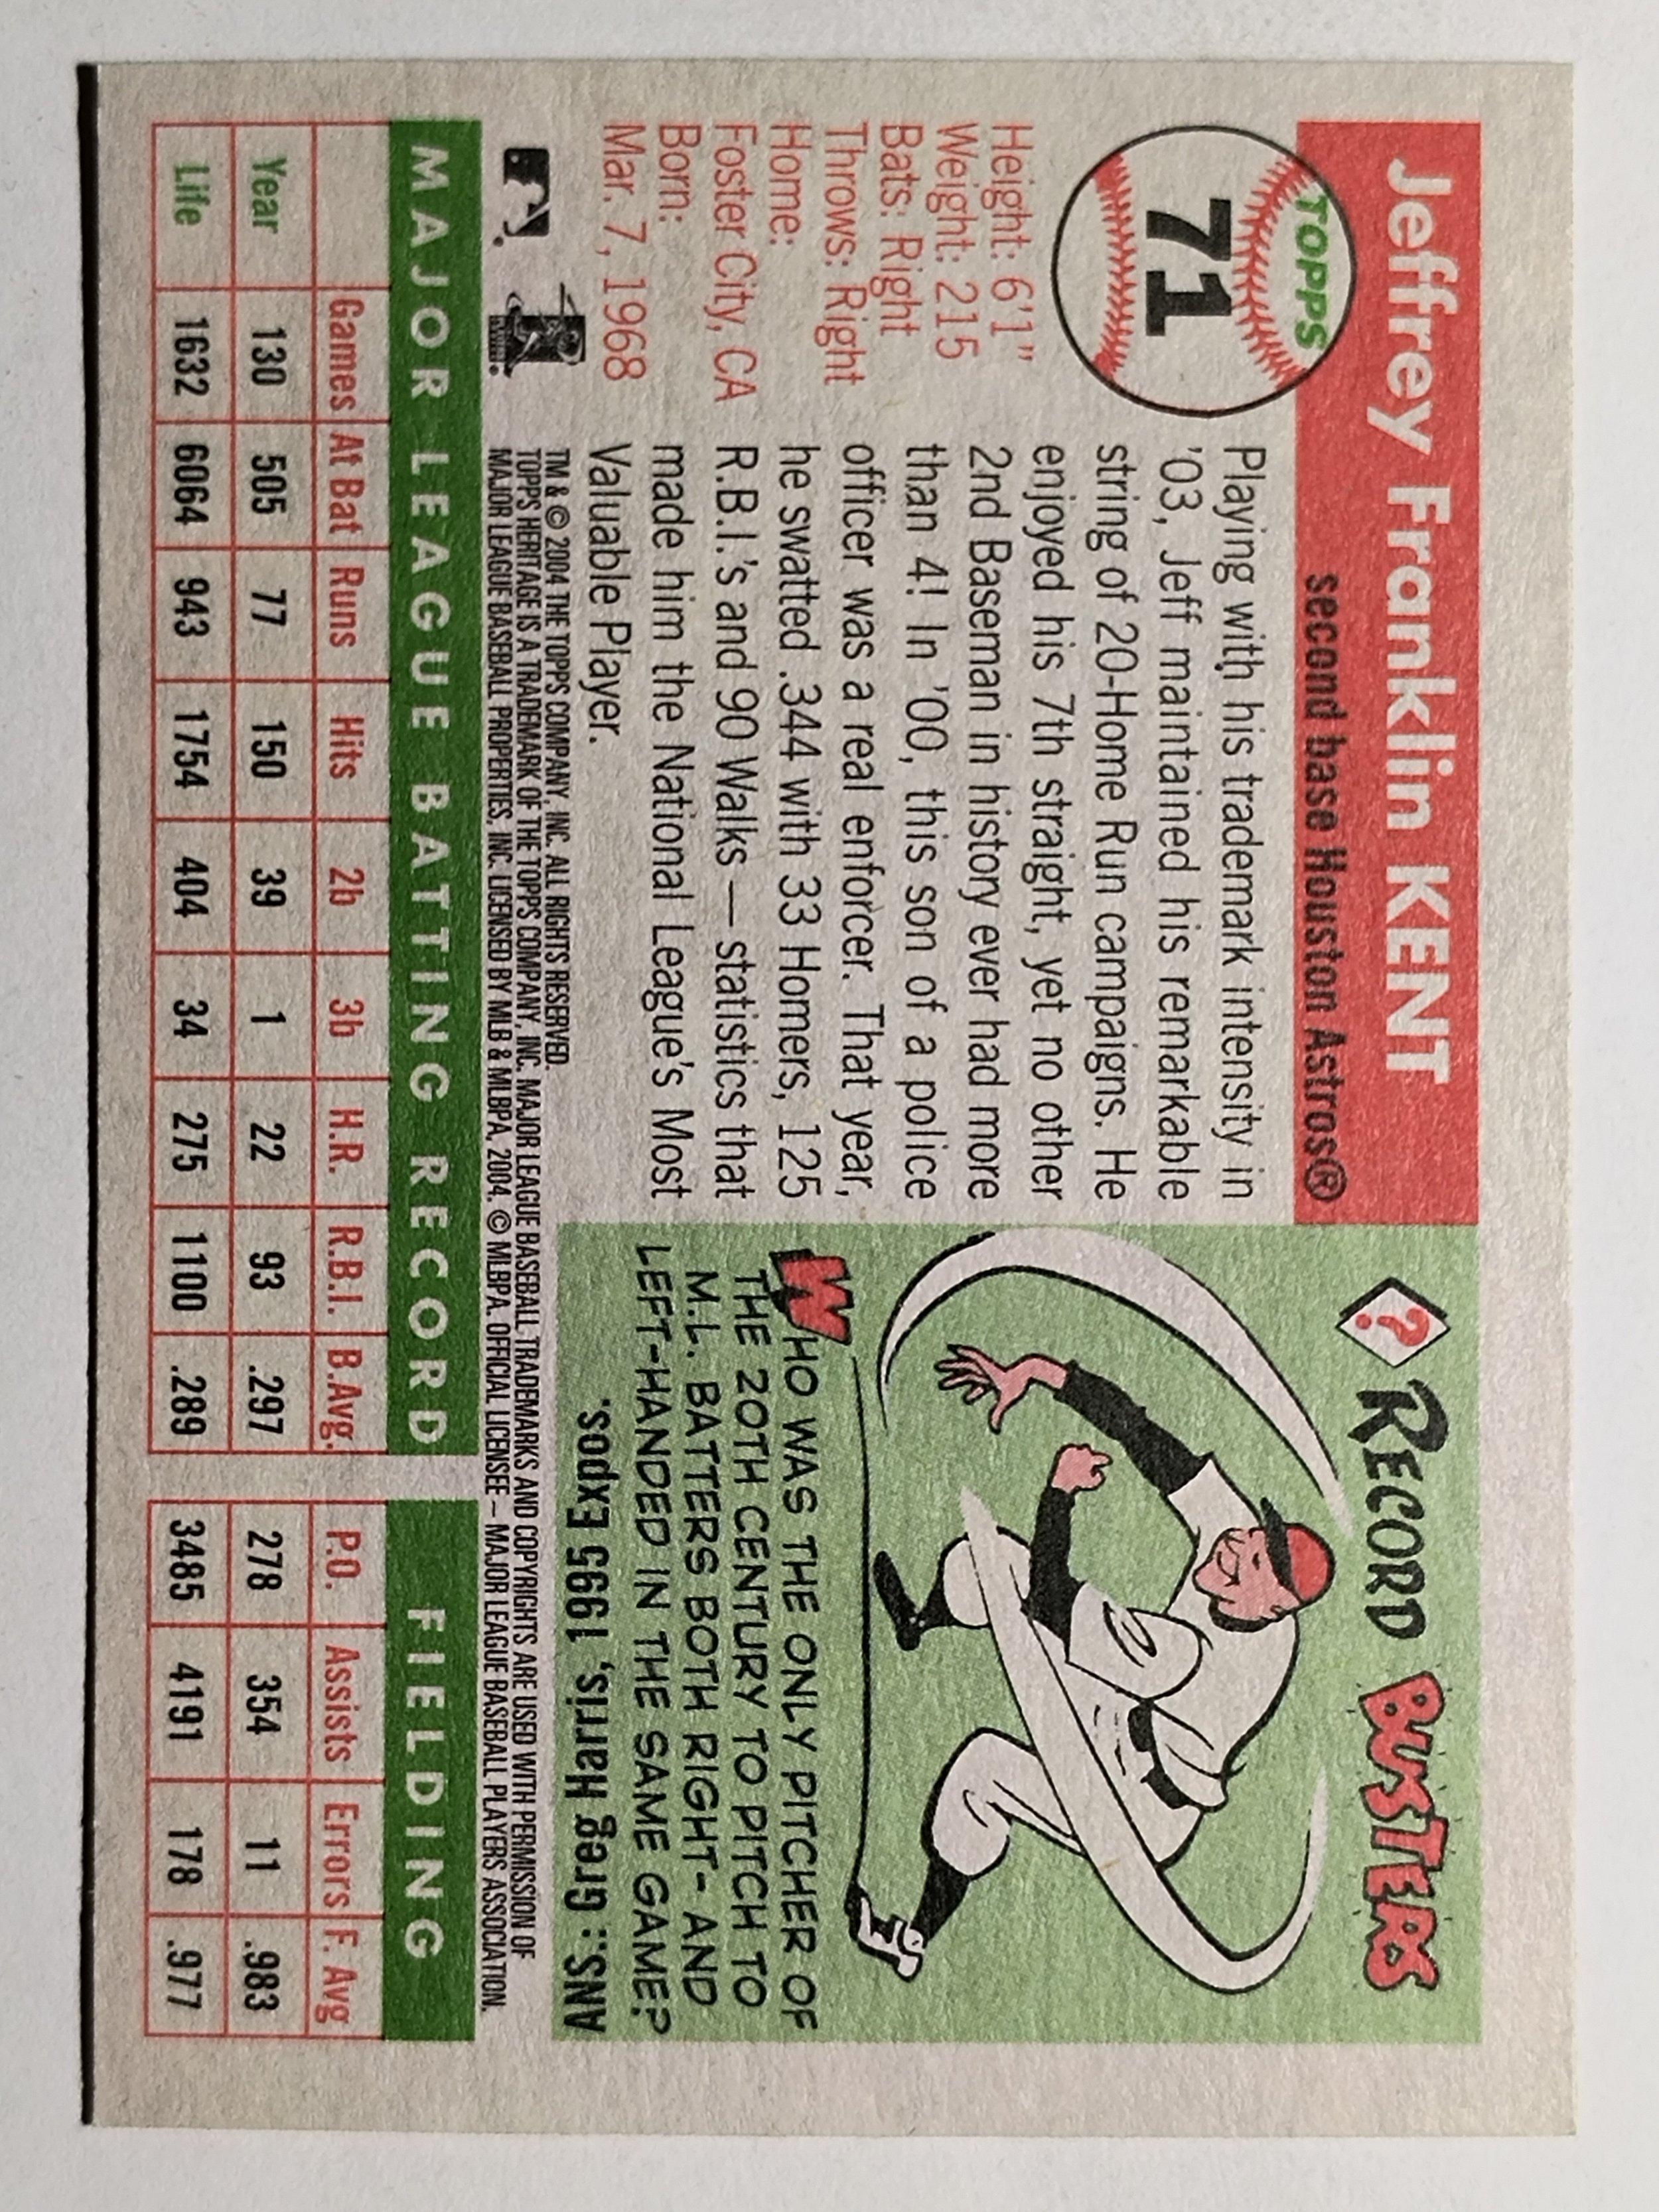 Jeffrey Franklin KENT
second base Houston Astros®
TOPPS
71
Height: 6'1"
Weight: 215
Bats: Right
Throws: Right
Home:
Foster City, CA
Born:
Mar. 7, 1968
Playing with his trademark intensity in
'03, Jeff maintained his remarkable
string of 20-Home Run campaigns. He
enjoyed his 7th straight, yet no other
2nd Baseman in history ever had more
than 4! In '00, this son of a police
officer was a real enforcer. That year,
he swatted .344 with 33 Homers, 125
R.B.I.'s and 90 Walks — statistics that
made him the National League's Most
Valuable Player.
? RECORD BUSTERS
WHO WAS THE ONLY PITCHER OF
THE 20TH CENTURY TO PITCH TO
M.L. BATTERS BOTH RIGHT- AND
LEFT-HANDED IN THE SAME GAME?
ANS.: Greg Harris, 1995 Expos.
TM & © 2004 THE TOPPS COMPANY, INC. ALL RIGHTS RESERVED.
TOPPS HERITAGE IS A TRADEMARK OF THE TOPPS COMPANY, INC. MAJOR LEAGUE BASEBALL TRADEMARKS AND COPYRIGHTS ARE USED WITH PERMISSION OF
MAJOR LEAGUE BASEBALL PROPERTIES, INC. LICENSED BY MLB & MLBPA, 2004. © MLBPA. OFFICIAL LICENSEE – MAJOR LEAGUE BASEBALL PLAYERS ASSOCIATION.
MAJOR LEAGUE BATTING RECORD FIELDING
Games At Bat Runs Hits 2b 3b H.R. R.B.I. B.Avg. P.O. Assists Errors F. Avg
Year 130 505 77 150 39 1 22 93 .297 278 354 11 .983
Life 1632 6064 943 1754 404 34 275 1100 .289 3485 4191 178 .977